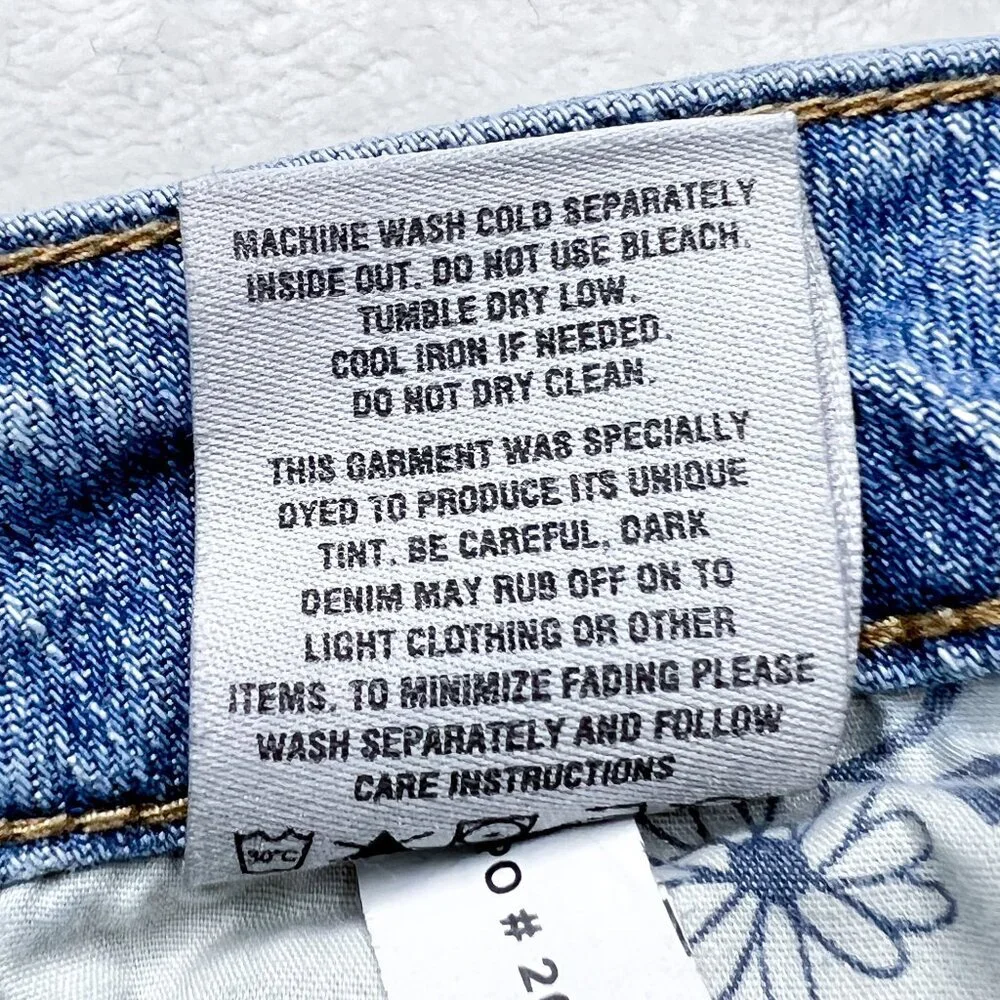 MACHINE WASH COLD SEPARATELY
INSIDE OUT. DO NOT USE BLEACH.
TUMBLE DRY LOW.
COOL IRON IF NEEDED.
DO NOT DRY CLEAN.
THIS GARMENT WAS SPECIALLY
DYED TO PRODUCE ITS UNIQUE
TINT. BE CAREFUL, DARK
DENIM MAY RUB OFF ON TO
LIGHT CLOTHING OR OTHER
ITEMS. TO MINIMIZE FADING PLEASE
WASH SEPARATELY AND FOLLOW
CARE INSTRUCTIONS
30°C
PO # 2